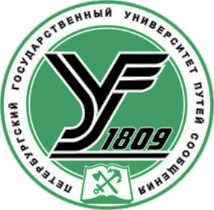 ПЕТЕРБУРГСКИЙ ГОСУДАРСТВЕННЫЙ УНИВЕРСИТЕТ ПУТЕЙ СООБЩЕНИЯ
1809